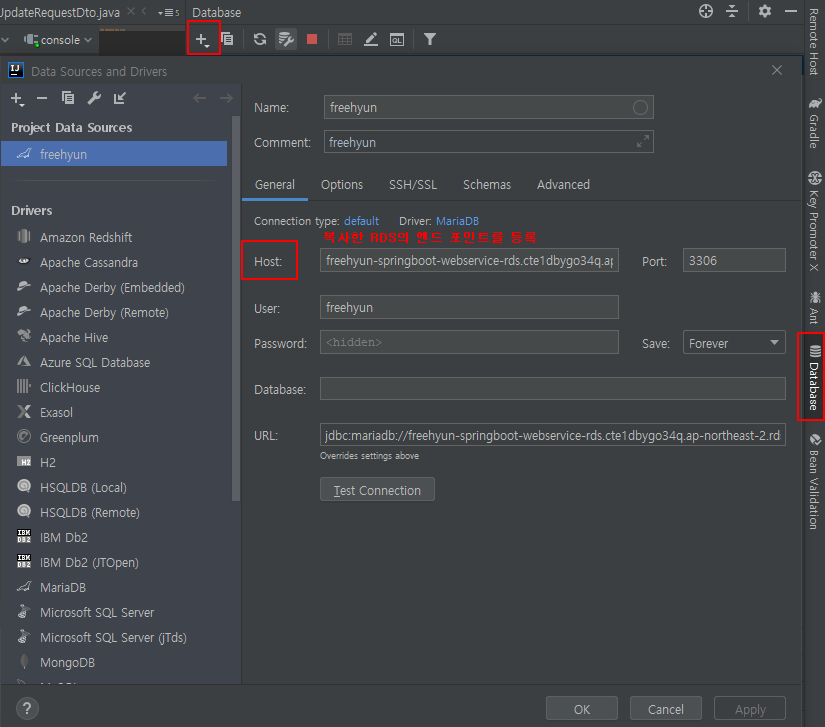 UpdateRequestDto.java
5
Database
console
Data Sources and Drivers
Project Data Sources
freehyun
Drivers
Amazon Redshift
Apache Cassandra
Apache Derby (Embedded)
Apache Derby (Remote)
Apache Hive
Azure SQL Database
ClickHouse
Exasol
Greenplum
H2
HSQLDB (Local)
HSQLDB (Remote)
IBM Db2
IBM Db2 (JTOpen)
MariaDB
Microsoft SQL Server
Microsoft SQL Server (jTds)
MongoDB
Name: freehyun
Comment: freehyun
General Options SSH/SSL Schemas Advanced
Connection type: default Driver: MariaDB
복사한 RDS의 엔드 포인트를 등록
Host: freehyun-springboot-webservice-rds.cte1dbygo34q.ap Port: 3306
User: freehyun
Password: <hidden> Save: Forever
Database:
URL: jdbc:mariadb://freehyun-springboot-webservice-rds.cte1dbygo34q.ap-northeast-2.rd
Overrides settings above
Test Connection
?
OK Cancel Apply
Remote Host
Gradle
Key Promoter X
Ant
Database
Bean Validation